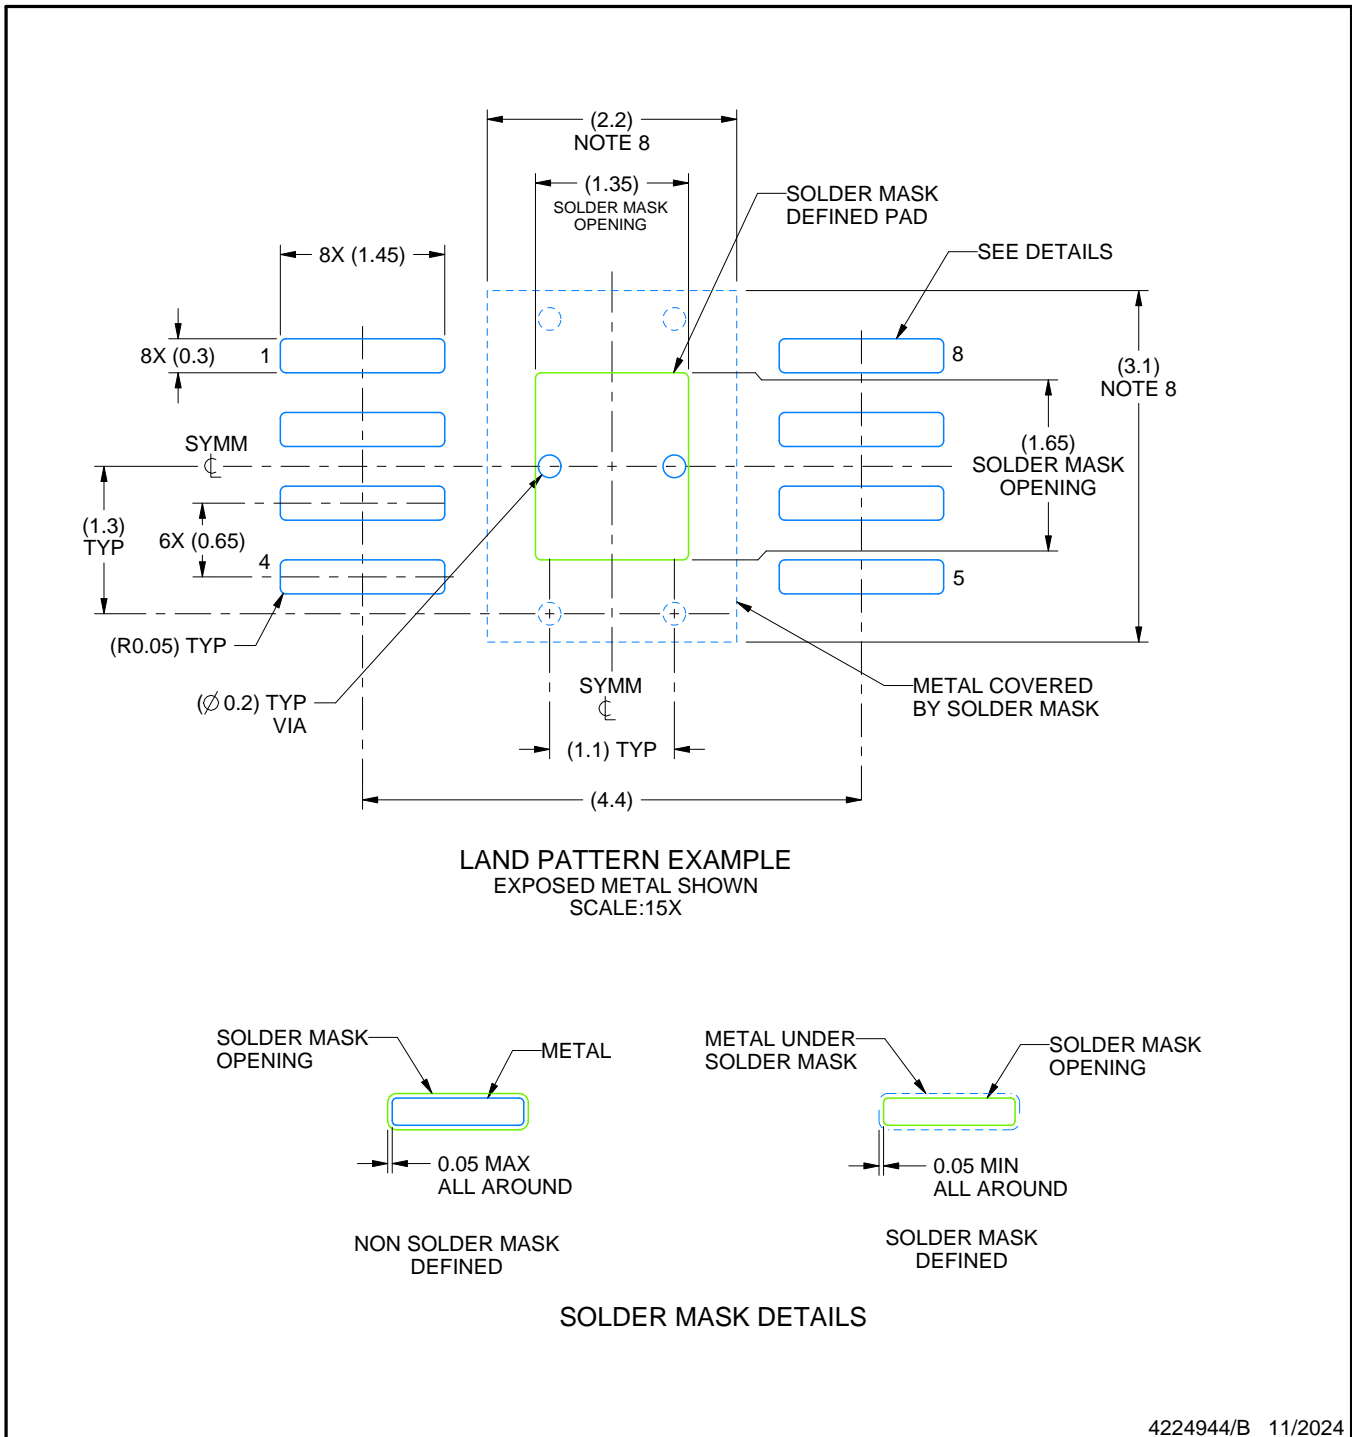 (2.2)
NOTE 8
(1.35)
SOLDER MASK
OPENING
SOLDER MASK
DEFINED PAD
8X (1.45)
SEE DETAILS
8X (0.3)
1
8
(3.1)
NOTE 8
SYMM
℄
(1.65)
SOLDER MASK
OPENING
(1.3)
TYP
6X (0.65)
4
5
(R0.05) TYP
(∅ 0.2) TYP
VIA
SYMM
℄
METAL COVERED
BY SOLDER MASK
(1.1) TYP
(4.4)
LAND PATTERN EXAMPLE
EXPOSED METAL SHOWN
SCALE:15X
SOLDER MASK
OPENING
METAL
0.05 MAX
ALL AROUND
NON SOLDER MASK
DEFINED
METAL UNDER
SOLDER MASK
SOLDER MASK
OPENING
0.05 MIN
ALL AROUND
SOLDER MASK
DEFINED
SOLDER MASK DETAILS
4224944/B 11/2024